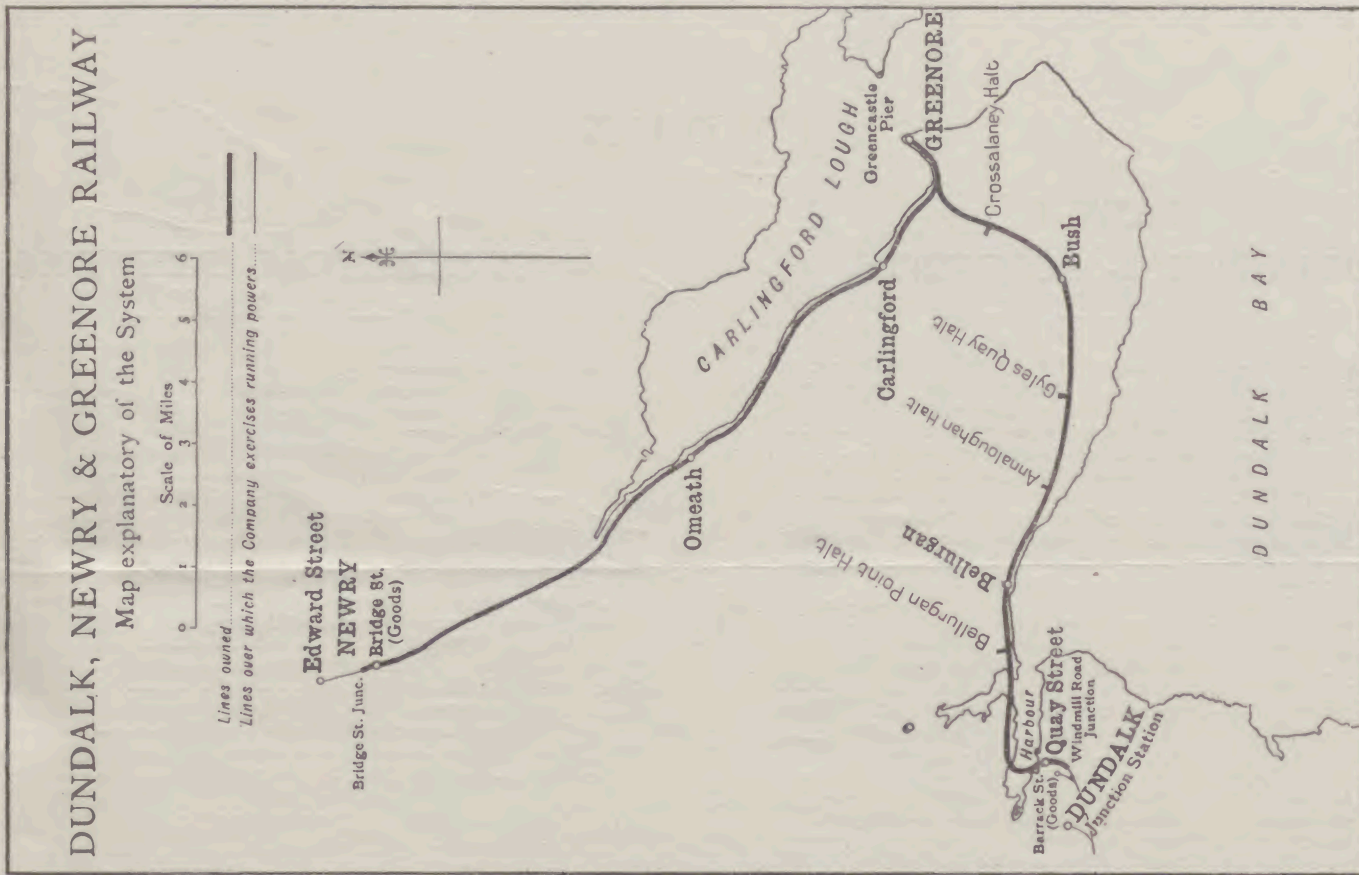 DUNDALK, NEWRY & GREENORE RAILWAY
Map explanatory of the System
Scale of Miles
0 1 2 3 4 5 6
Lines owned
Lines over which the Company exercises running powers
N
Edward Street
NEWRY
Bridge St.
(Goods)
Bridge St. Junc.
Omeath
CARLINGFORD LOUGH
Greencastle
Pier
GREENORE
Carlingford
Crossalaney Halt
Bush
Gyles Quay Halt
Annaloughan Halt
Bellurgan
Bellurgan Point Halt
Harbour
Quay Street
Windmill Road
Junction
Barrack St.
(Goods)
DUNDALK
Junction Station
DUNDALK BAY